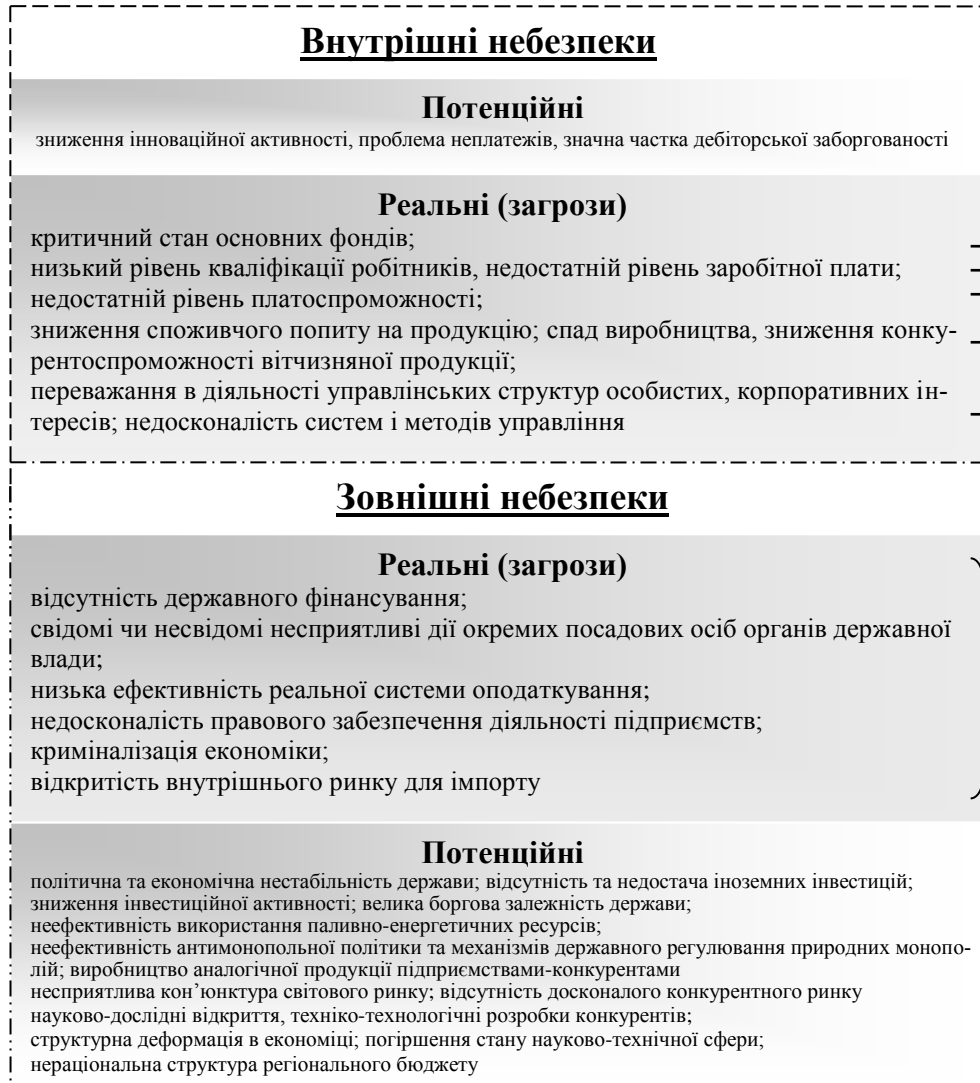 Внутрішні небезпеки
Потенційні
зниження інноваційної активності, проблема неплатежів, значна частка дебіторської заборгованості
Реальні (загрози)
критичний стан основних фондів;
низький рівень кваліфікації робітників, недостатній рівень заробітної плати;
недостатній рівень платоспроможності;
зниження споживчого попиту на продукцію; спад виробництва, зниження конку-
рентоспроможності вітчизняної продукції;
переважання в діяльності управлінських структур особистих, корпоративних ін-
тересів; недосконалість систем і методів управління
Зовнішні небезпеки
Реальні (загрози)
відсутність державного фінансування;
свідомі чи несвідомі несприятливі дії окремих посадових осіб органів державної
влади;
низька ефективність реальної системи оподаткування;
недосконалість правового забезпечення діяльності підприємств;
криміналізація економіки;
відкритість внутрішнього ринку для імпорту
Потенційні
політична та економічна нестабільність держави; відсутність та недостача іноземних інвестицій;
зниження інвестиційної активності; велика боргова залежність держави;
неефективність використання паливно-енергетичних ресурсів;
неефективність антимонопольної політики та механізмів державного регулювання природних монопо-
лій; виробництво аналогічної продукції підприємствами-конкурентами
несприятлива кон’юнктура світового ринку; відсутність досконалого конкурентного ринку
науково-дослідні відкриття, техніко-технологічні розробки конкурентів;
структурна деформація в економіці; погіршення стану науково-технічної сфери;
нераціональна структура регіонального бюджету